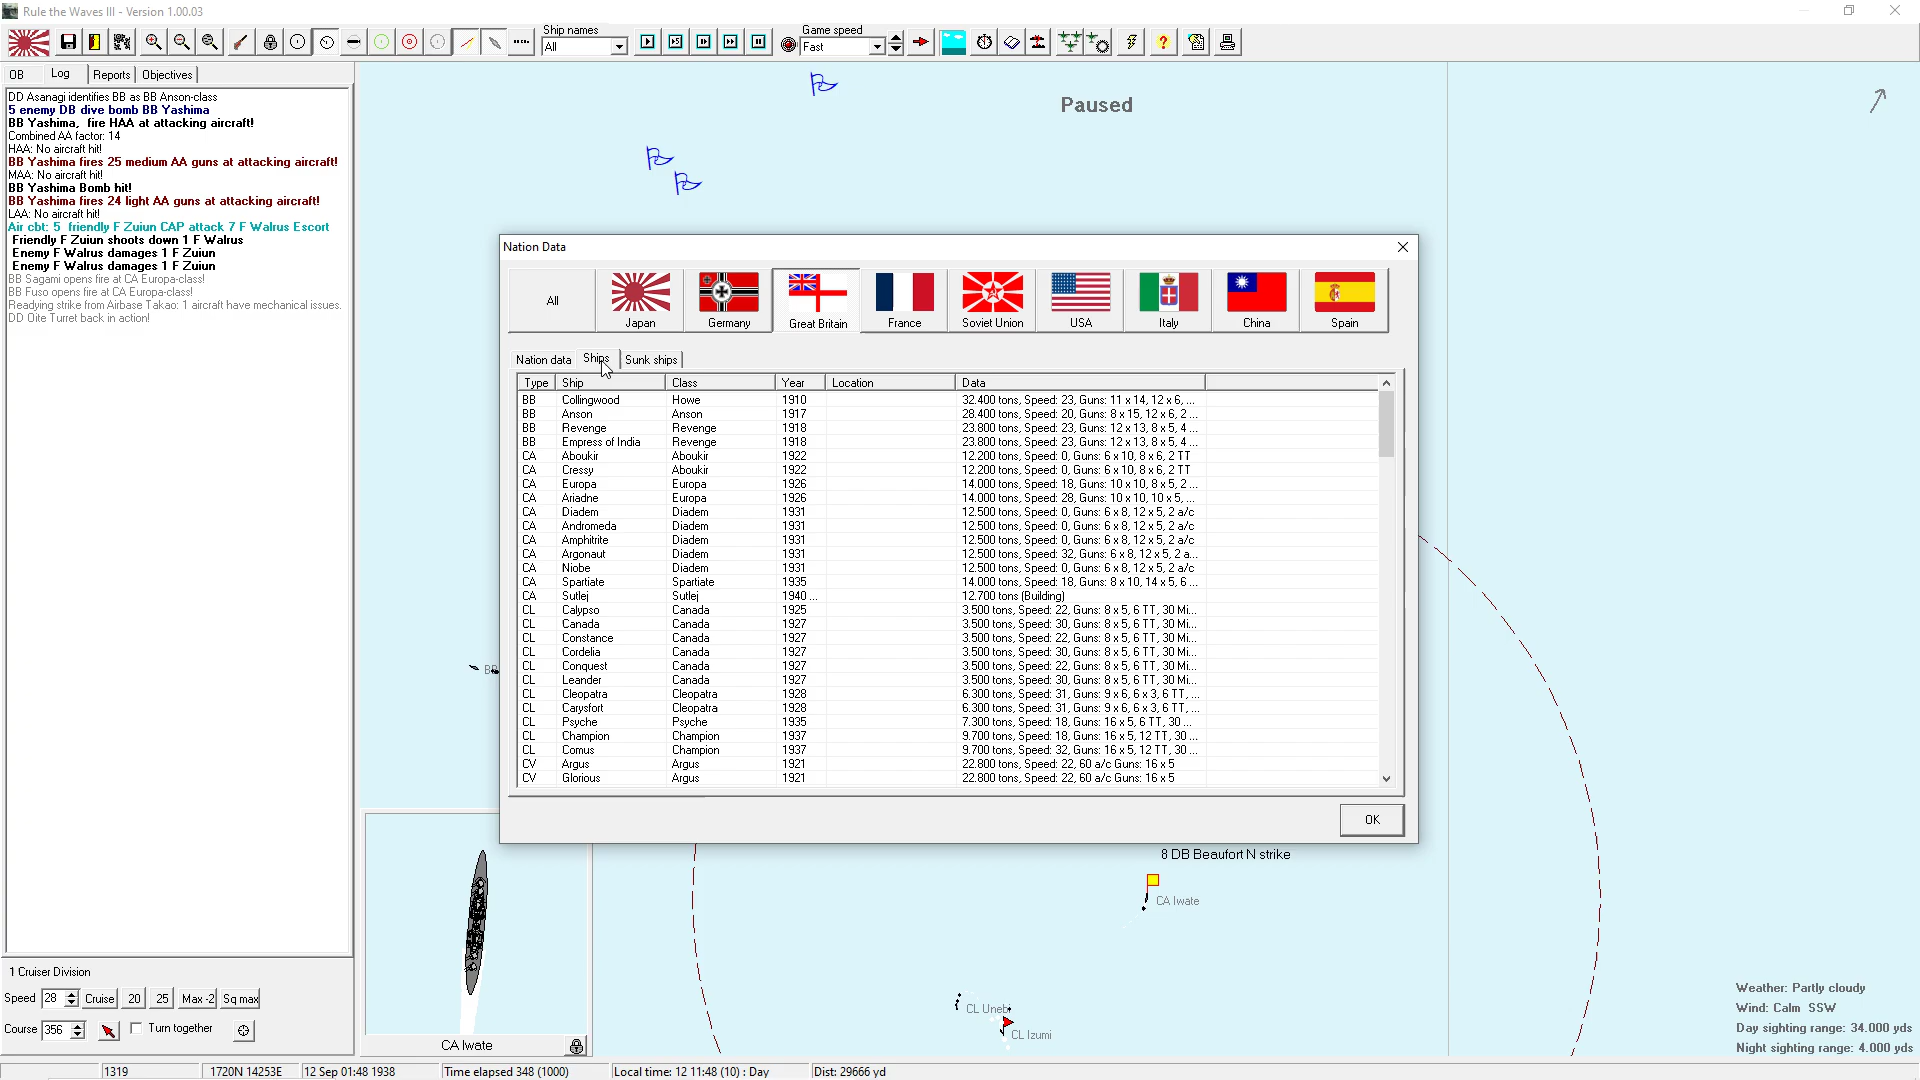 Rule the Waves III - Version 1.00.03
Ship names
All
Game speed
Fast
OB Log Reports Objectives
DD Asanagi identifies BB as BB Anson-class
5 enemy DB dive bomb BB Yashima
BB Yashima, fire HAA at attacking aircraft!
Combined AA factor: 14
HAA: No aircraft hit!
BB Yashima fires 25 medium AA guns at attacking aircraft!
MAA: No aircraft hit!
BB Yashima Bomb hit!
BB Yashima fires 24 light AA guns at attacking aircraft!
LAA: No aircraft hit!
Air cbt: 5 friendly F Zuiun CAP attack 7 F Walrus Escort
Friendly F Zuiun shoots down 1 F Walrus
Enemy F Walrus damages 1 F Zuiun
Enemy F Walrus damages 1 F Zuiun
BB Sagami opens fire at CA Europa-class!
BB Fuso opens fire at CA Europa-class!
Readying strike from Airbase Takao: 1 aircraft have mechanical issues.
DD Oite Turret back in action!
Paused
Nation Data
All Japan Germany Great Britain France Soviet Union USA Italy China Spain
Nation data Ships Sunk ships
Type Ship Class Year Location Data
BB Collingwood Howe 1910 32.400 tons, Speed: 23, Guns: 11 x 14, 12 x 6, ...
BB Anson Anson 1917 28.400 tons, Speed: 20, Guns: 8 x 15, 12 x 6, 2 ...
BB Revenge Revenge 1918 23.800 tons, Speed: 23, Guns: 12 x 13, 8 x 5, 4 ...
BB Empress of India Revenge 1918 23.800 tons, Speed: 23, Guns: 12 x 13, 8 x 5, 4 ...
CA Aboukir Aboukir 1922 12.200 tons, Speed: 0, Guns: 6 x 10, 8 x 6, 2 TT
CA Cressy Aboukir 1922 12.200 tons, Speed: 0, Guns: 6 x 10, 8 x 6, 2 TT
CA Europa Europa 1926 14.000 tons, Speed: 18, Guns: 10 x 10, 8 x 5, 2 ...
CA Ariadne Europa 1926 14.000 tons, Speed: 28, Guns: 10 x 10, 10 x 5, ...
CA Diadem Diadem 1931 12.500 tons, Speed: 0, Guns: 6 x 8, 12 x 5, 2 a/c
CA Andromeda Diadem 1931 12.500 tons, Speed: 0, Guns: 6 x 8, 12 x 5, 2 a/c
CA Amphitrite Diadem 1931 12.500 tons, Speed: 0, Guns: 6 x 8, 12 x 5, 2 a/c
CA Argonaut Diadem 1931 12.500 tons, Speed: 32, Guns: 6 x 8, 12 x 5, 2 a...
CA Niobe Diadem 1931 12.500 tons, Speed: 0, Guns: 6 x 8, 12 x 5, 2 a/c
CA Spartiate Spartiate 1935 14.000 tons, Speed: 18, Guns: 8 x 10, 14 x 5, 6 ...
CA Sutlej Sutlej 1940 ... 12.700 tons (Building)
CL Calypso Canada 1925 3.500 tons, Speed: 22, Guns: 8 x 5, 6 TT, 30 Mi...
CL Canada Canada 1927 3.500 tons, Speed: 30, Guns: 8 x 5, 6 TT, 30 Mi...
CL Constance Canada 1927 3.500 tons, Speed: 22, Guns: 8 x 5, 6 TT, 30 Mi...
CL Cordelia Canada 1927 3.500 tons, Speed: 30, Guns: 8 x 5, 6 TT, 30 Mi...
CL Conquest Canada 1927 3.500 tons, Speed: 22, Guns: 8 x 5, 6 TT, 30 Mi...
CL Leander Canada 1927 3.500 tons, Speed: 30, Guns: 8 x 5, 6 TT, 30 Mi...
CL Cleopatra Cleopatra 1928 6.300 tons, Speed: 31, Guns: 9 x 6, 6 x 3, 6 TT, ...
CL Carysfort Cleopatra 1928 6.300 tons, Speed: 31, Guns: 9 x 6, 6 x 3, 6 TT, ...
CL Psyche Psyche 1935 7.300 tons, Speed: 18, Guns: 16 x 5, 6 TT, 30 ...
CL Champion Champion 1937 9.700 tons, Speed: 18, Guns: 16 x 5, 12 TT, 30 ...
CL Comus Champion 1937 9.700 tons, Speed: 32, Guns: 16 x 5, 12 TT, 30 ...
CV Argus Argus 1921 22.800 tons, Speed: 22, 60 a/c Guns: 16 x 5
CV Glorious Argus 1921 22.800 tons, Speed: 22, 60 a/c Guns: 16 x 5
OK
BB
8 DB Beaufort N strike
CA Iwate
CL Unebi
CL Izumi
Weather: Partly cloudy
Wind: Calm SSW
Day sighting range: 34.000 yds
Night sighting range: 4.000 yds
1 Cruiser Division
Speed 28 Cruise 20 25 Max -2 Sq max
Course 356 Turn together
CA Iwate
1319 1720N 14253E 12 Sep 01:48 1938 Time elapsed 348 (1000) Local time: 12 11:48 (10) : Day Dist: 29666 yd